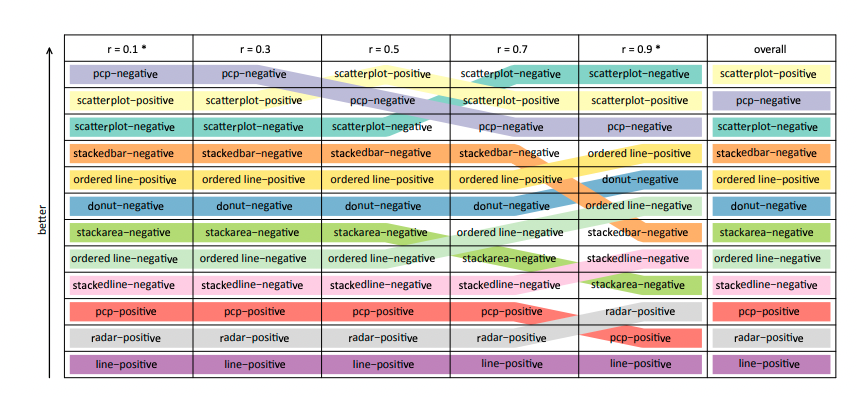 r = 0.1 * r = 0.3 r = 0.5 r = 0.7 r = 0.9 * overall
pcp−negative pcp−negative scatterplot−positive scatterplot−negative scatterplot−negative scatterplot−positive
scatterplot−positive scatterplot−positive pcp−negative scatterplot−positive scatterplot−positive pcp−negative
scatterplot−negative scatterplot−negative scatterplot−negative pcp−negative pcp−negative scatterplot−negative
stackedbar−negative stackedbar−negative stackedbar−negative stackedbar−negative ordered line−positive stackedbar−negative
ordered line−positive ordered line−positive ordered line−positive ordered line−positive donut−negative ordered line−positive
donut−negative donut−negative donut−negative donut−negative ordered line−negative donut−negative
stackarea−negative stackarea−negative stackarea−negative ordered line−negative stackedbar−negative stackarea−negative
ordered line−negative ordered line−negative ordered line−negative stackarea−negative stackedline−negative ordered line−negative
stackedline−negative stackedline−negative stackedline−negative stackedline−negative stackarea−negative stackedline−negative
pcp−positive pcp−positive pcp−positive pcp−positive radar−positive pcp−positive
radar−positive radar−positive radar−positive radar−positive pcp−positive radar−positive
line−positive line−positive line−positive line−positive line−positive line−positive
better